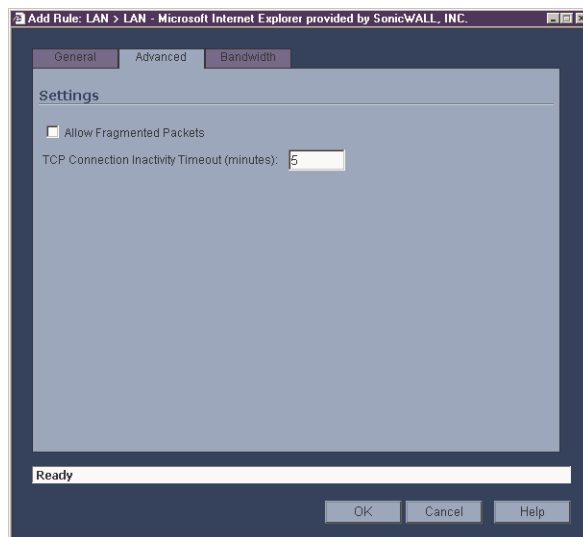 Add Rule: LAN > LAN - Microsoft Internet Explorer provided by SonicWALL, INC.
General Advanced Bandwidth
Settings
Allow Fragmented Packets
TCP Connection Inactivity Timeout (minutes): 5
Ready
OK Cancel Help